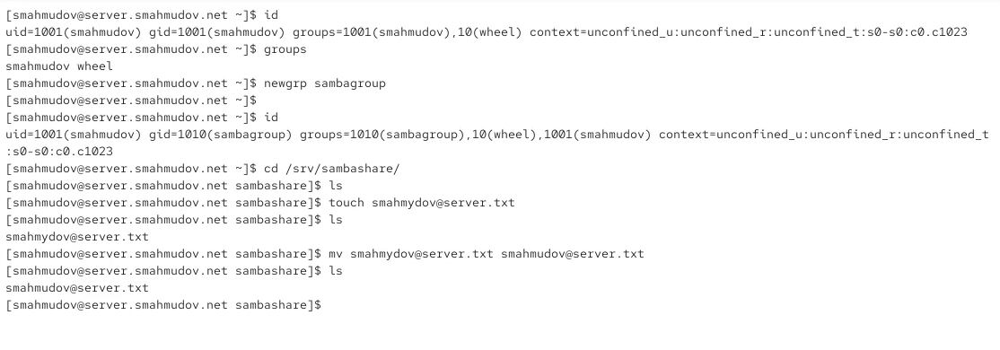 [smahmudov@server.smahmudov.net ~]$ id
uid=1001(smahmudov) gid=1001(smahmudov) groups=1001(smahmudov),10(wheel) context=unconfined_u:unconfined_r:unconfined_t:s0-s0:c0.c1023
[smahmudov@server.smahmudov.net ~]$ groups
smahmudov wheel
[smahmudov@server.smahmudov.net ~]$ newgrp sambagroup
[smahmudov@server.smahmudov.net ~]$
[smahmudov@server.smahmudov.net ~]$ id
uid=1001(smahmudov) gid=1010(sambagroup) groups=1010(sambagroup),10(wheel),1001(smahmudov) context=unconfined_u:unconfined_r:unconfined_t
:s0-s0:c0.c1023
[smahmudov@server.smahmudov.net ~]$ cd /srv/sambashare/
[smahmudov@server.smahmudov.net sambashare]$ ls
[smahmudov@server.smahmudov.net sambashare]$ touch smahmydov@server.txt
[smahmudov@server.smahmudov.net sambashare]$ ls
smahmydov@server.txt
[smahmudov@server.smahmudov.net sambashare]$ mv smahmydov@server.txt smahmudov@server.txt
[smahmudov@server.smahmudov.net sambashare]$ ls
smahmudov@server.txt
[smahmudov@server.smahmudov.net sambashare]$